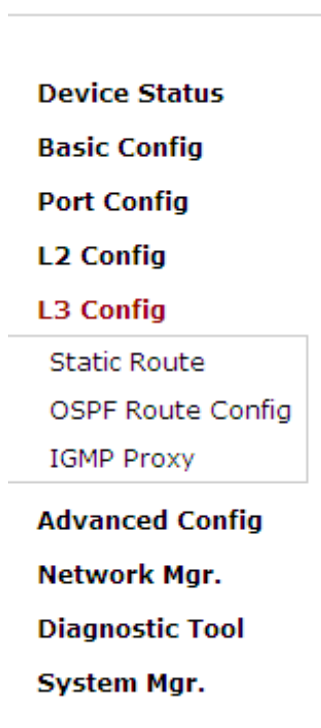 Device Status
Basic Config
Port Config
L2 Config
L3 Config
Static Route
OSPF Route Config
IGMP Proxy
Advanced Config
Network Mgr.
Diagnostic Tool
System Mgr.